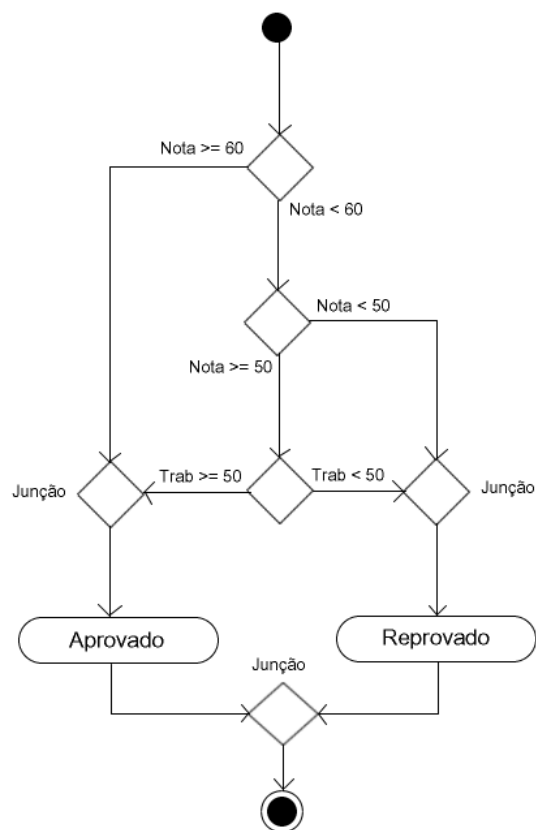 Nota >= 60
Nota < 60
Nota < 50
Nota >= 50
Junção
Trab >= 50
Trab < 50
Junção
Aprovado
Reprovado
Junção